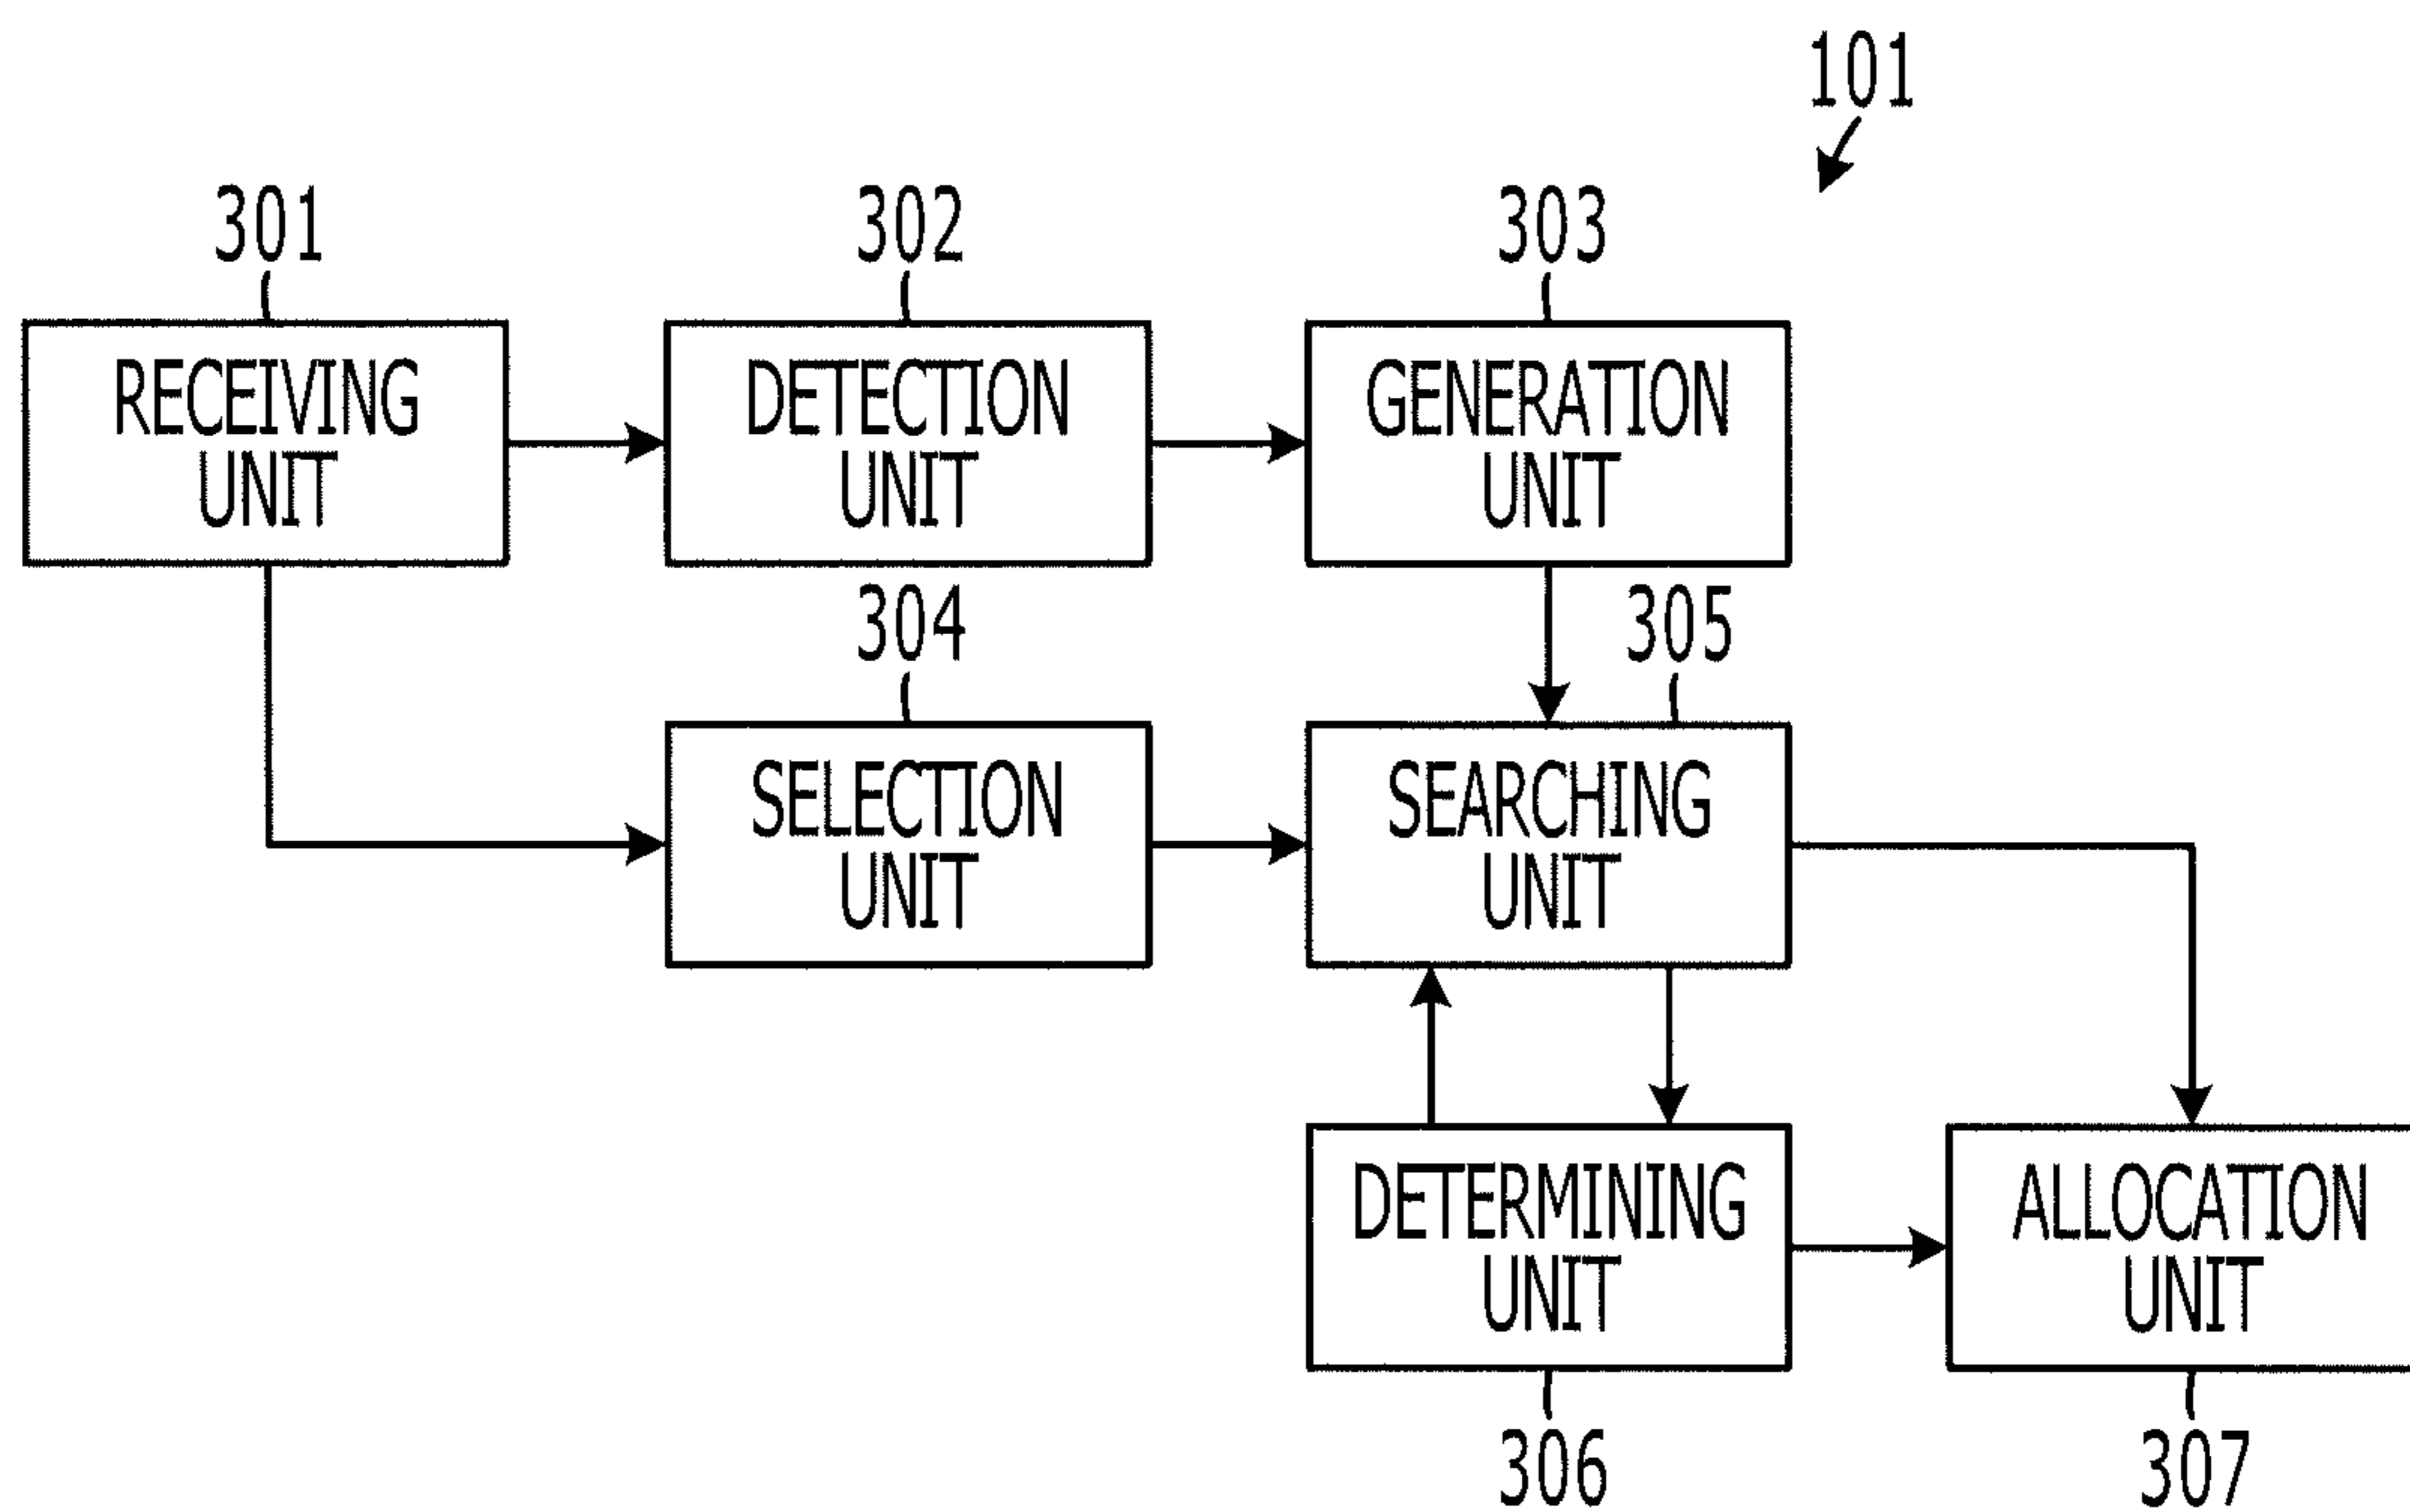 101
301
302
303
RECEIVING
UNIT
DETECTION
UNIT
GENERATION
UNIT
304
305
SELECTION
UNIT
SEARCHING
UNIT
DETERMINING
UNIT
ALLOCATION
UNIT
306
307